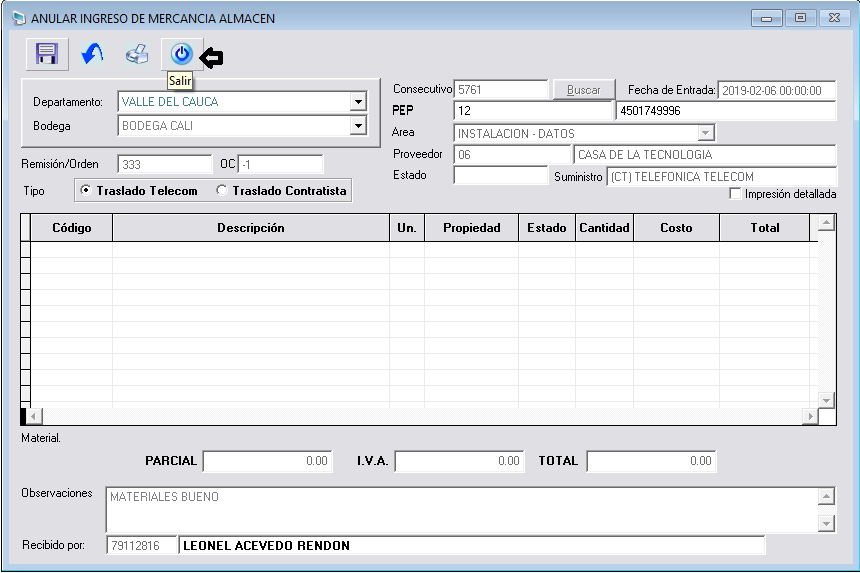 ANULAR INGRESO DE MERCANCIA ALMACEN
Salir
Departamento: VALLE DEL CAUCA
Bodega BODEGA CALI
Consecutivo 5761 Buscar Fecha de Entrada: 2019-02-06 00:00:00
PEP 12 4501749996
Area INSTALACION - DATOS
Proveedor 06 CASA DE LA TECNOLOGIA
Estado Suministro (CT) TELEFONICA TELECOM
Remisión/Orden 333 OC -1
Tipo Traslado Telecom Traslado Contratista
Impresión detallada
Código Descripción Un. Propiedad Estado Cantidad Costo Total
Material.
PARCIAL 0.00 I.V.A. 0.00 TOTAL 0.00
Observaciones MATERIALES BUENO
Recibido por: 79112816 LEONEL ACEVEDO RENDON